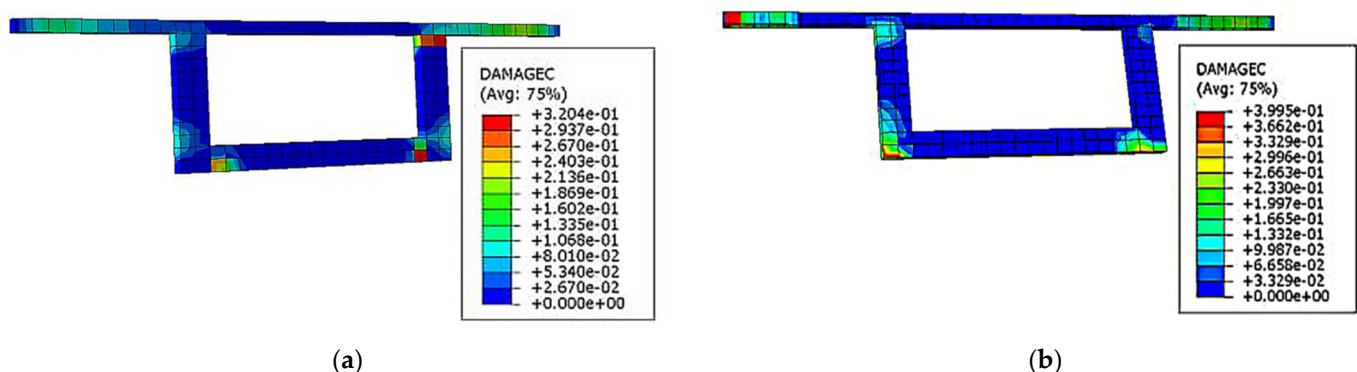 DAMAGEC
(Avg: 75%)
+3.204e-01
+2.937e-01
+2.670e-01
+2.403e-01
+2.136e-01
+1.869e-01
+1.602e-01
+1.335e-01
+1.068e-01
+8.010e-02
+5.340e-02
+2.670e-02
+0.000e+00
(a)
DAMAGEC
(Avg: 75%)
+3.995e-01
+3.662e-01
+3.329e-01
+2.996e-01
+2.663e-01
+2.330e-01
+1.997e-01
+1.665e-01
+1.332e-01
+9.987e-02
+6.658e-02
+3.329e-02
+0.000e+00
(b)